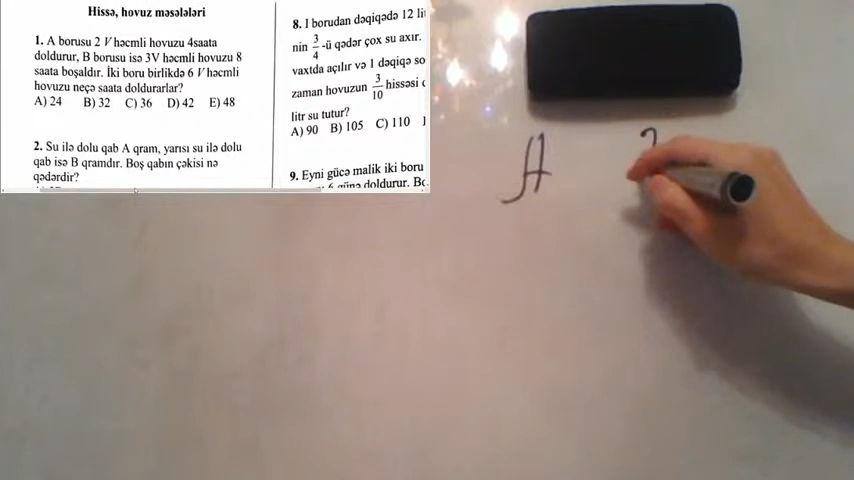 Hissə, hovuz məsələləri
1. A borusu 2 V həcmli hovuzu 4saata
doldurur, B borusu isə 3V həcmli hovuzu 8
saata boşaldır. İki boru birlikdə 6 V həcmli
hovuzu neçə saata doldurarlar?
A) 24 B) 32 C) 36 D) 42 E) 48
2. Su ilə dolu qab A qram, yarısı su ilə dolu
qab isə B qramdır. Boş qabın çəkisi nə
qədərdir?
8. I borudan dəqiqədə 12
nin 3/4 -ü qədər çox su axır.
vaxtda açılır və 1 dəqiqə
zaman hovuzun 3/10 hissəsi
litr su tutur?
A) 90 B) 105 C) 110
9. Eyni gücə malik iki boru
6 günə doldurur.
A